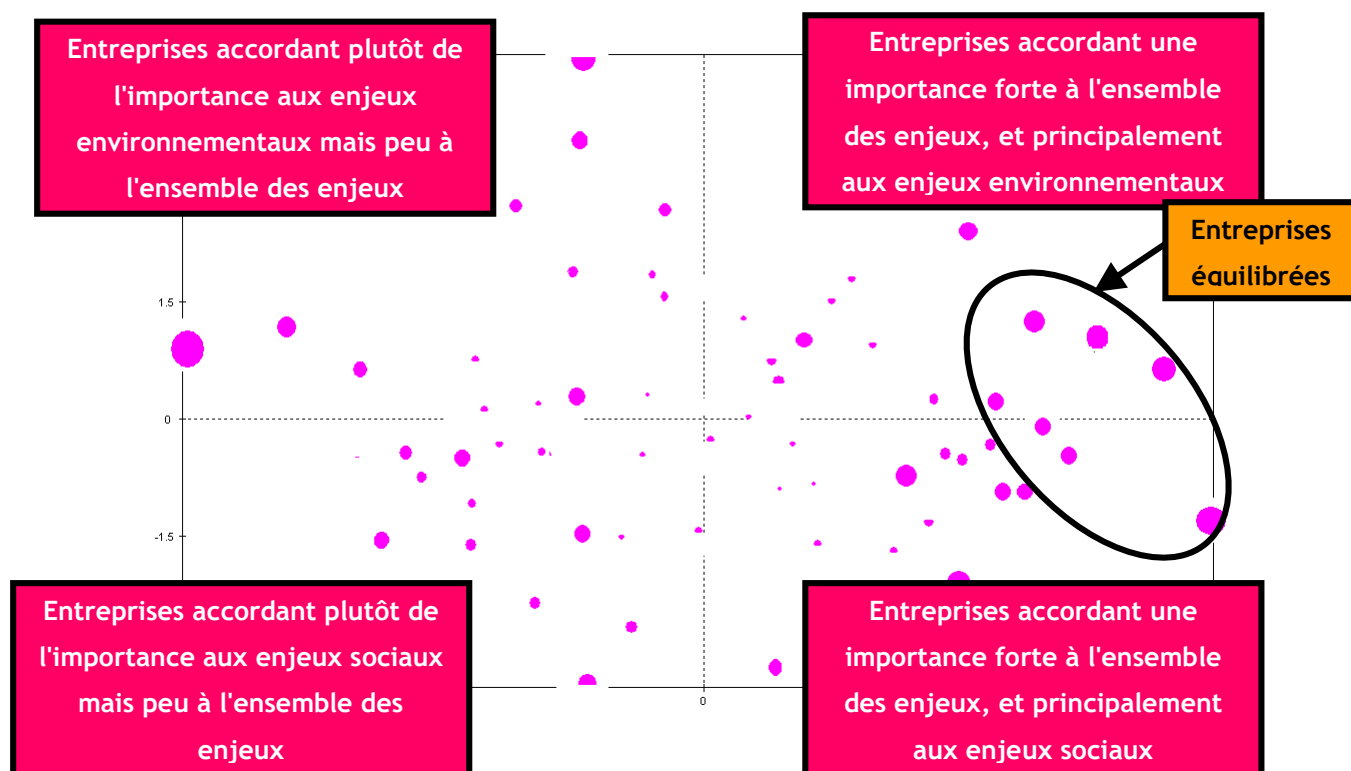 Entreprises accordant plutôt de
l'importance aux enjeux
environnementaux mais peu à
l'ensemble des enjeux
Entreprises accordant une
importance forte à l'ensemble
des enjeux, et principalement
aux enjeux environnementaux
Entreprises
équilibrées
1.5
0
-1.5
Entreprises accordant plutôt de
l'importance aux enjeux sociaux
mais peu à l'ensemble des
enjeux
0
Entreprises accordant une
importance forte à l'ensemble
des enjeux, et principalement
aux enjeux sociaux